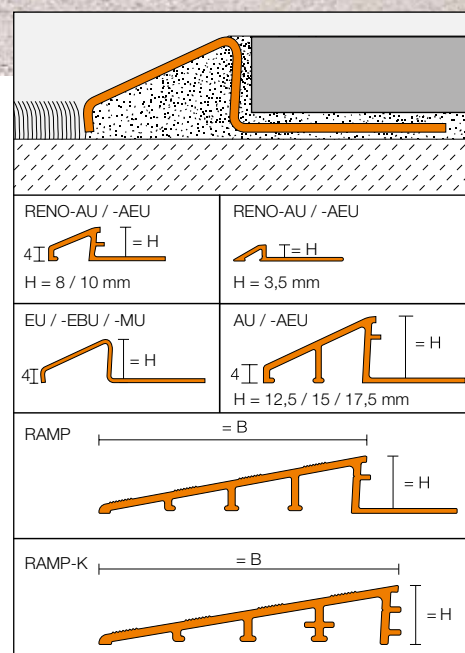 RENO-AU / -AEU
4
= H
H = 8 / 10 mm
RENO-AU / -AEU
= H
H = 3,5 mm
EU / -EBU / -MU
4
= H
AU / -AEU
4
= H
H = 12,5 / 15 / 17,5 mm
RAMP
= B
= H
RAMP-K
= B
= H